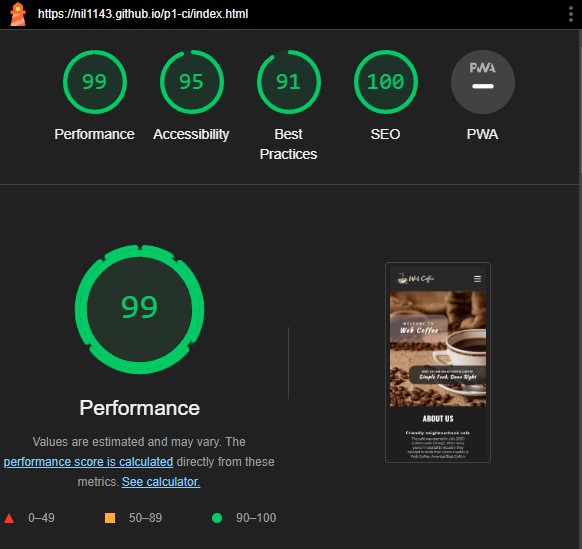 https://nil1143.github.io/p1-ci/index.html
99
95
91
100
PWA
Performance
Accessibility
Best
Practices
SEO
PWA
99
Performance
Values are estimated and may vary. The
performance score is calculated directly from these
metrics. See calculator.
0–49
50–89
90–100
Web Coffee
WELCOME TO
Web Coffee
Simple Food, Done Right
ABOUT US
Friendly neighbourhood cafe